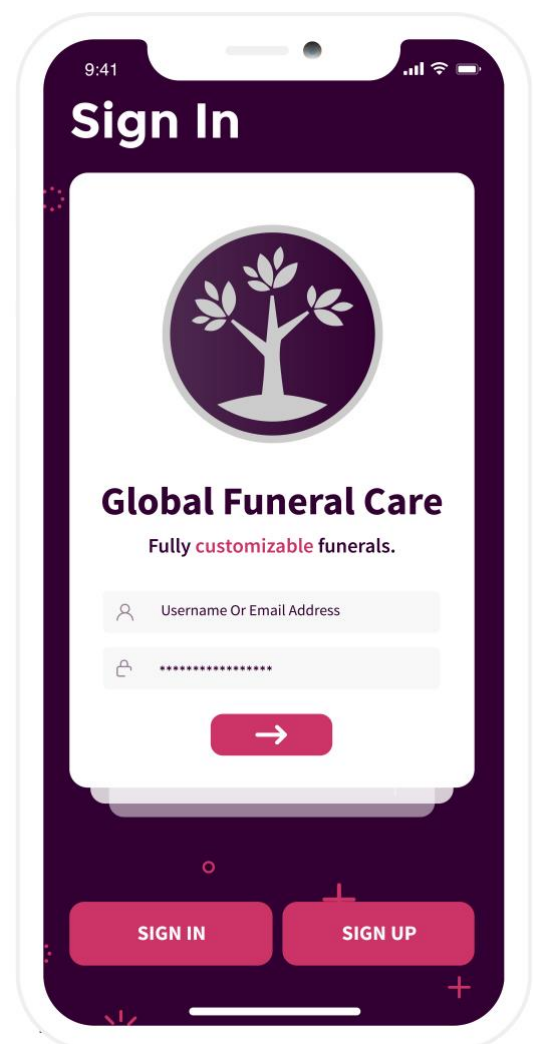 9:41
Sign In
Global Funeral Care
Fully customizable funerals.
Username Or Email Address
*****************
SIGN IN
SIGN UP